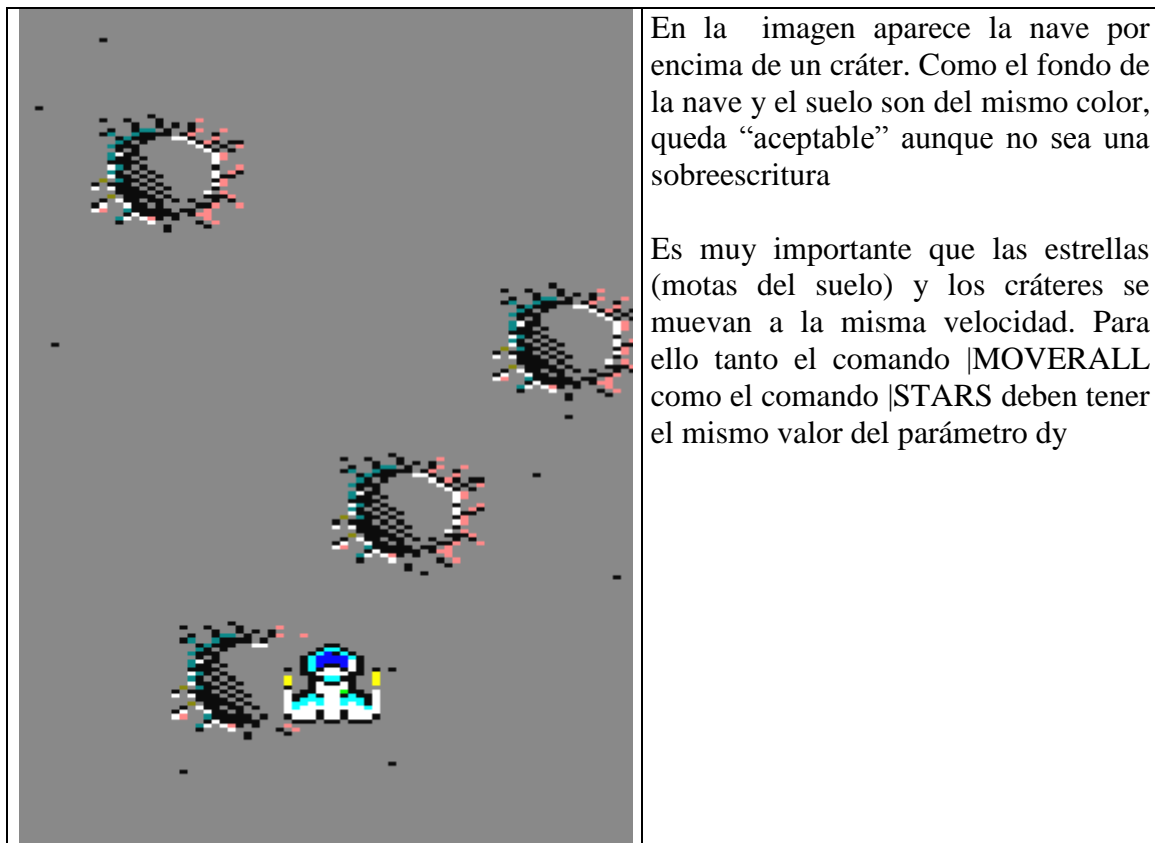 En la imagen aparece la nave por
encima de un cráter. Como el fondo de
la nave y el suelo son del mismo color,
queda “aceptable” aunque no sea una
sobreescritura
Es muy importante que las estrellas
(motas del suelo) y los cráteres se
muevan a la misma velocidad. Para
ello tanto el comando |MOVERALL
como el comando |STARS deben tener
el mismo valor del parámetro dy